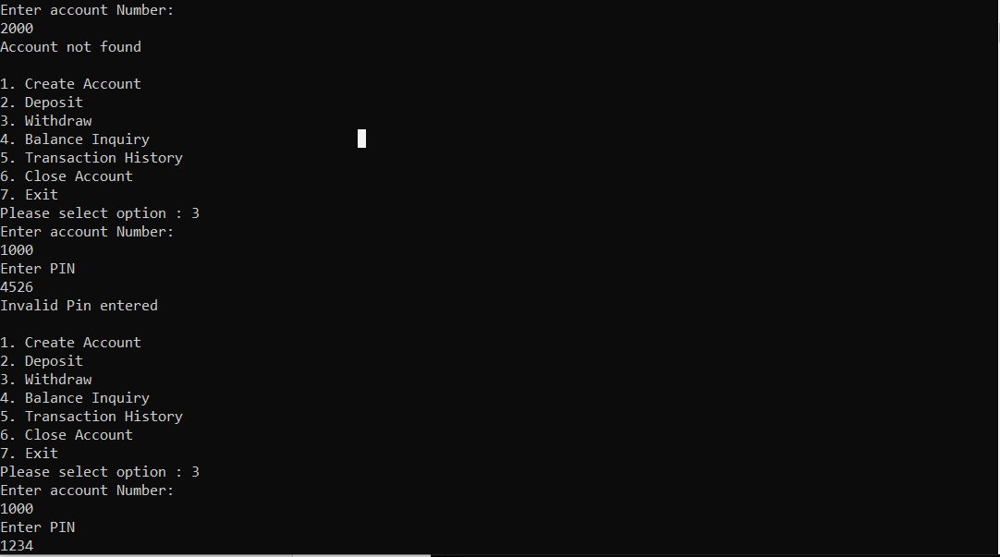 Enter account Number:
2000
Account not found
1. Create Account
2. Deposit
3. Withdraw
4. Balance Inquiry
5. Transaction History
6. Close Account
7. Exit
Please select option : 3
Enter account Number:
1000
Enter PIN
4526
Invalid Pin entered
1. Create Account
2. Deposit
3. Withdraw
4. Balance Inquiry
5. Transaction History
6. Close Account
7. Exit
Please select option : 3
Enter account Number:
1000
Enter PIN
1234